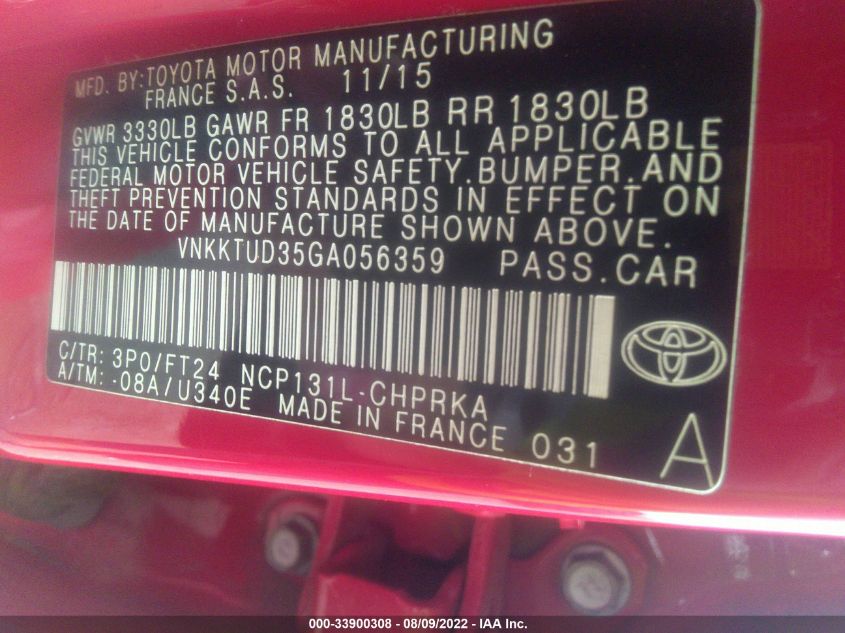 MFD. BY:TOYOTA MOTOR MANUFACTURING
FRANCE S.A.S. 11/15
GVWR 3330LB GAWR FR 1830LB RR 1830LB
THIS VEHICLE CONFORMS TO ALL APPLICABLE
FEDERAL MOTOR VEHICLE SAFETY,BUMPER,AND
THEFT PREVENTION STANDARDS IN EFFECT ON
THE DATE OF MANUFACTURE SHOWN ABOVE.
VNKKTUD35GA056359 PASS.CAR
C/TR: 3P0/FT24 NCP131L-CHPRKA
A/TM: -08A/U340E MADE IN FRANCE 031
A
000-33900308 - 08/09/2022 - IAA Inc.